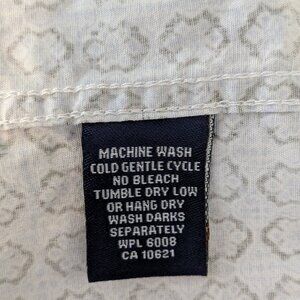 MACHINE WASH
COLD GENTLE CYCLE
NO BLEACH
TUMBLE DRY LOW
OR HANG DRY
WASH DARKS
SEPARATELY
WPL 6008
CA 10621